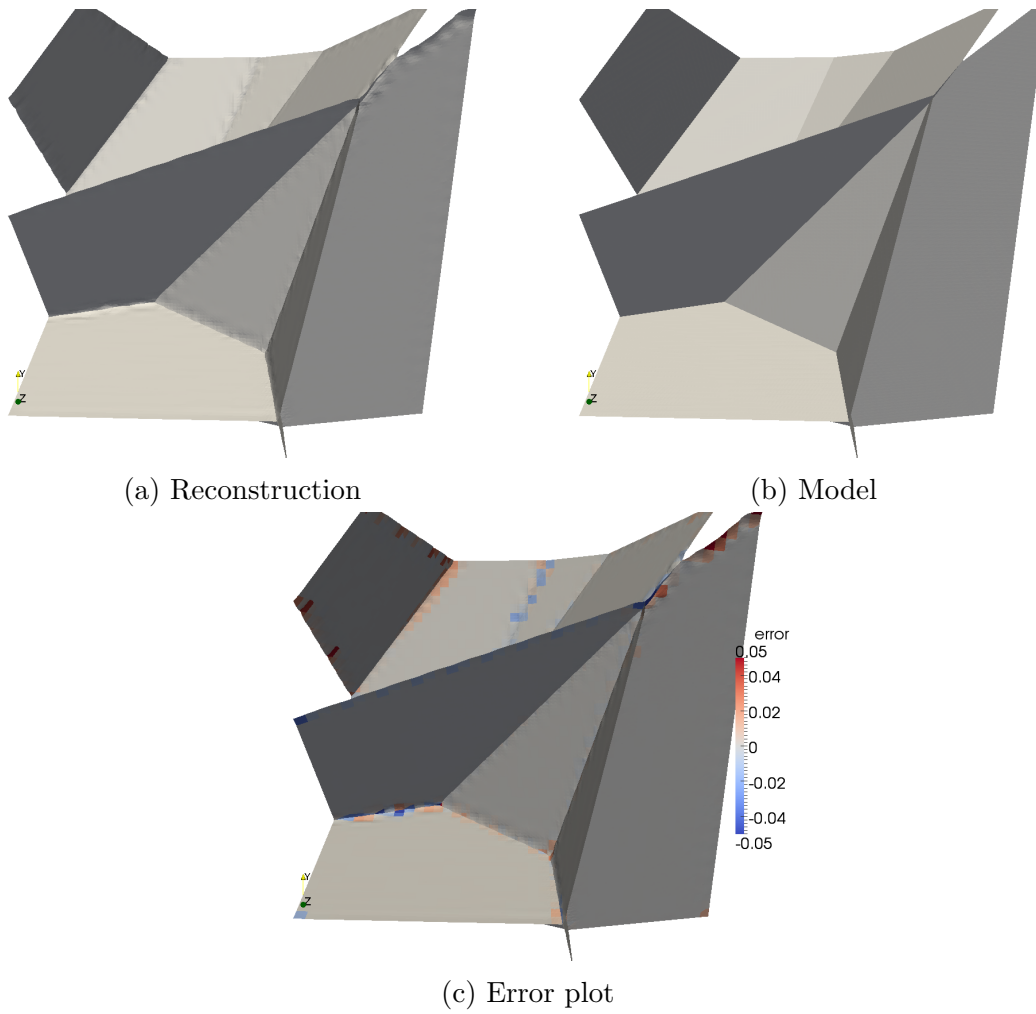 Y
Z
Y
Z
(a) Reconstruction
(b) Model
error
0.05
0.04
0.02
0
-0.02
-0.04
-0.05
Y
Z
(c) Error plot